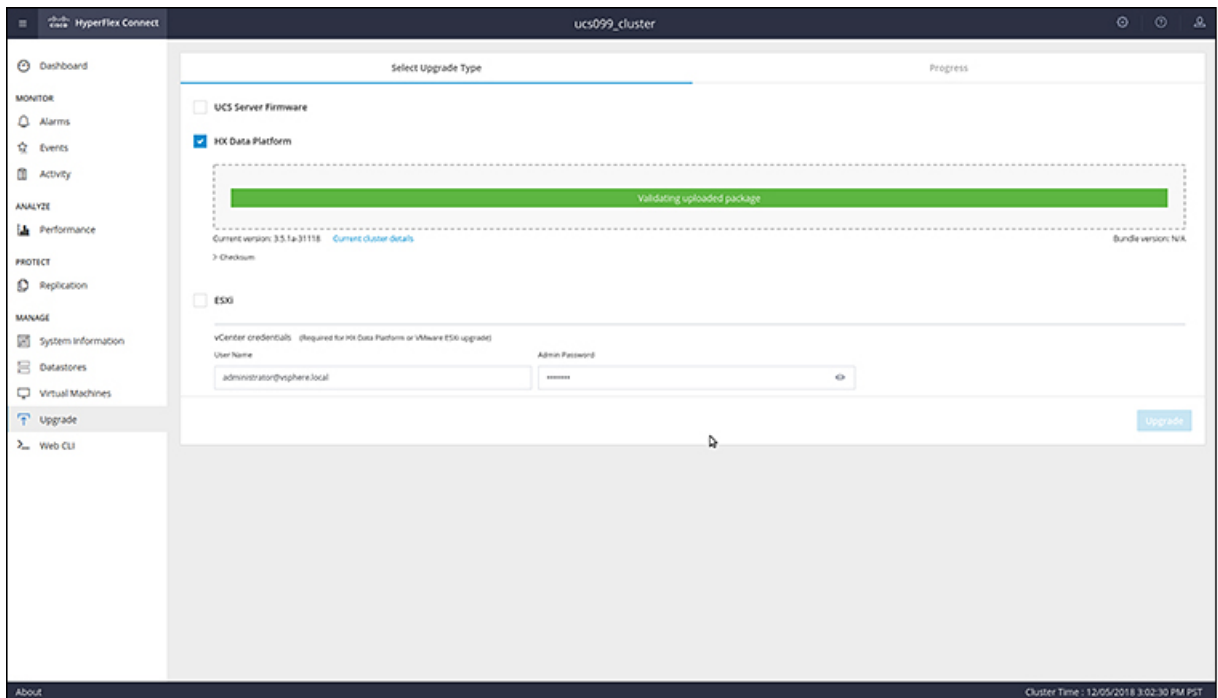 cisco HyperFlex Connect
ucs099_cluster
Dashboard
MONITOR
Alarms
Events
Activity
ANALYZE
Performance
PROTECT
Replication
MANAGE
System Information
Datastores
Virtual Machines
Upgrade
Web CLI
Select Upgrade Type
Progress
UCS Server Firmware
HX Data Platform
Validating uploaded package
Current version: 3.5.1a-31118 Current cluster details
Bundle version: N/A
> Checksum
ESXi
vCenter credentials (Required for HX Data Platform or VMware ESXi upgrade)
User Name
Admin Password
administrator@vsphere.local
••••••••
Upgrade
About
Cluster Time : 12/05/2018 3:02:30 PM PST